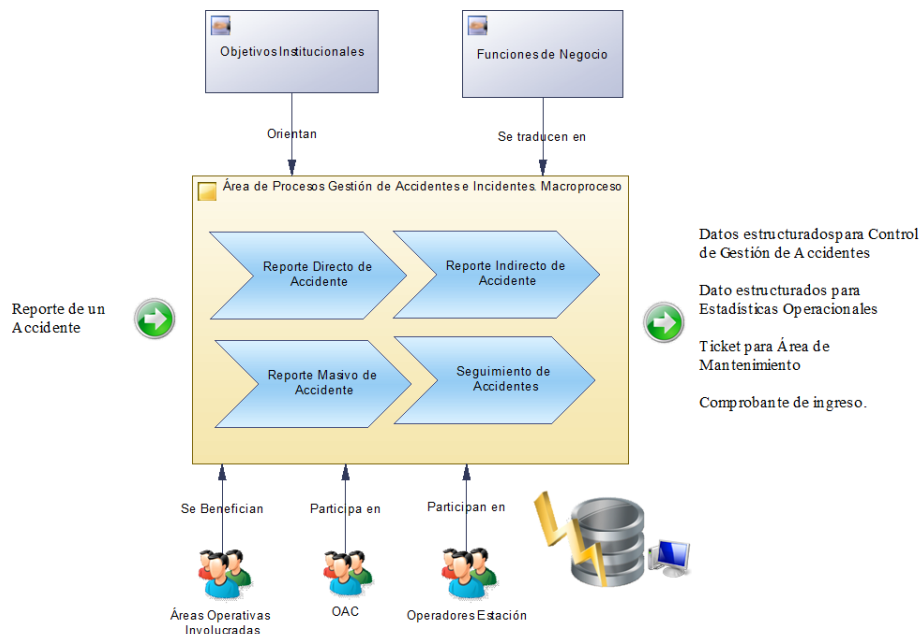 Objetivos Institucionales
Funciones de Negocio
Orientan
Se traducen en
Área de Procesos Gestión de Accidentes e Incidentes. Macroproceso
Reporte Directo de
Accidente
Reporte Indirecto de
Accidente
Reporte Masivo de
Accidente
Seguimiento de
Accidentes
Reporte de un
Accidente
Datos estructuradospara Control
de Gestión de Accidentes
Dato estructurados para
Estadísticas Operacionales
Ticket para Área de
Mantenimiento
Comprobante de ingreso.
Se Benefician
Participa en
Participan en
Áreas Operativas
Involucradas
OAC
Operadores Estación